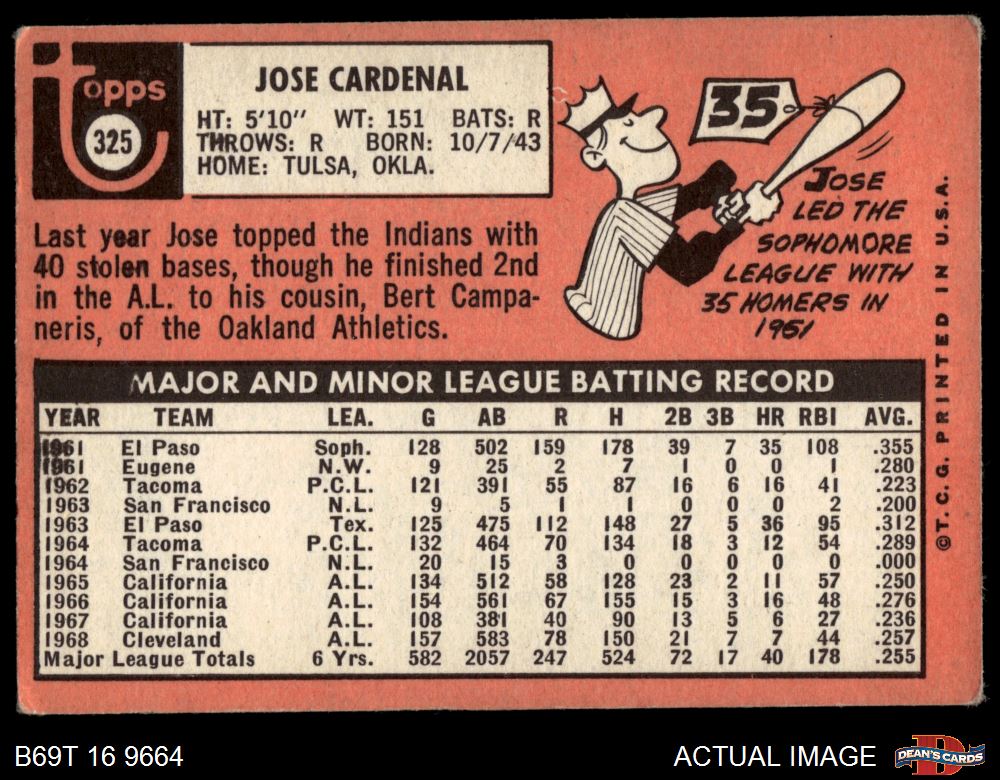 Topps
325
JOSE CARDENAL
HT: 5'10" WT: 151 BATS: R
THROWS: R BORN: 10/7/43
HOME: TULSA, OKLA.
Last year Jose topped the Indians with
40 stolen bases, though he finished 2nd
in the A.L. to his cousin, Bert Campa-
neris, of the Oakland Athletics.
35
JOSE
LED THE
SOPHOMORE
LEAGUE WITH
35 HOMERS IN
1961
©T.C.G. PRINTED IN U.S.A.
MAJOR AND MINOR LEAGUE BATTING RECORD
YEAR TEAM LEA. G AB R H 2B 3B HR RBI AVG.
1961 El Paso Soph. 128 502 159 178 39 7 35 108 .355
1961 Eugene N.W. 9 25 2 7 1 0 0 1 .280
1962 Tacoma P.C.L. 121 391 55 87 16 6 16 41 .223
1963 San Francisco N.L. 9 5 1 1 0 0 0 2 .200
1963 El Paso Tex. 125 475 112 148 27 5 36 95 .312
1964 Tacoma P.C.L. 132 464 70 134 18 3 12 54 .289
1964 San Francisco N.L. 20 15 3 0 0 0 0 0 .000
1965 California A.L. 134 512 58 128 23 2 11 57 .250
1966 California A.L. 154 561 67 155 15 3 16 48 .276
1967 California A.L. 108 381 40 90 13 5 6 27 .236
1968 Cleveland A.L. 157 583 78 150 21 7 7 44 .257
Major League Totals 6 Yrs. 582 2057 247 524 72 17 40 178 .255
B69T 16 9664
ACTUAL IMAGE
DEAN'S CARDS